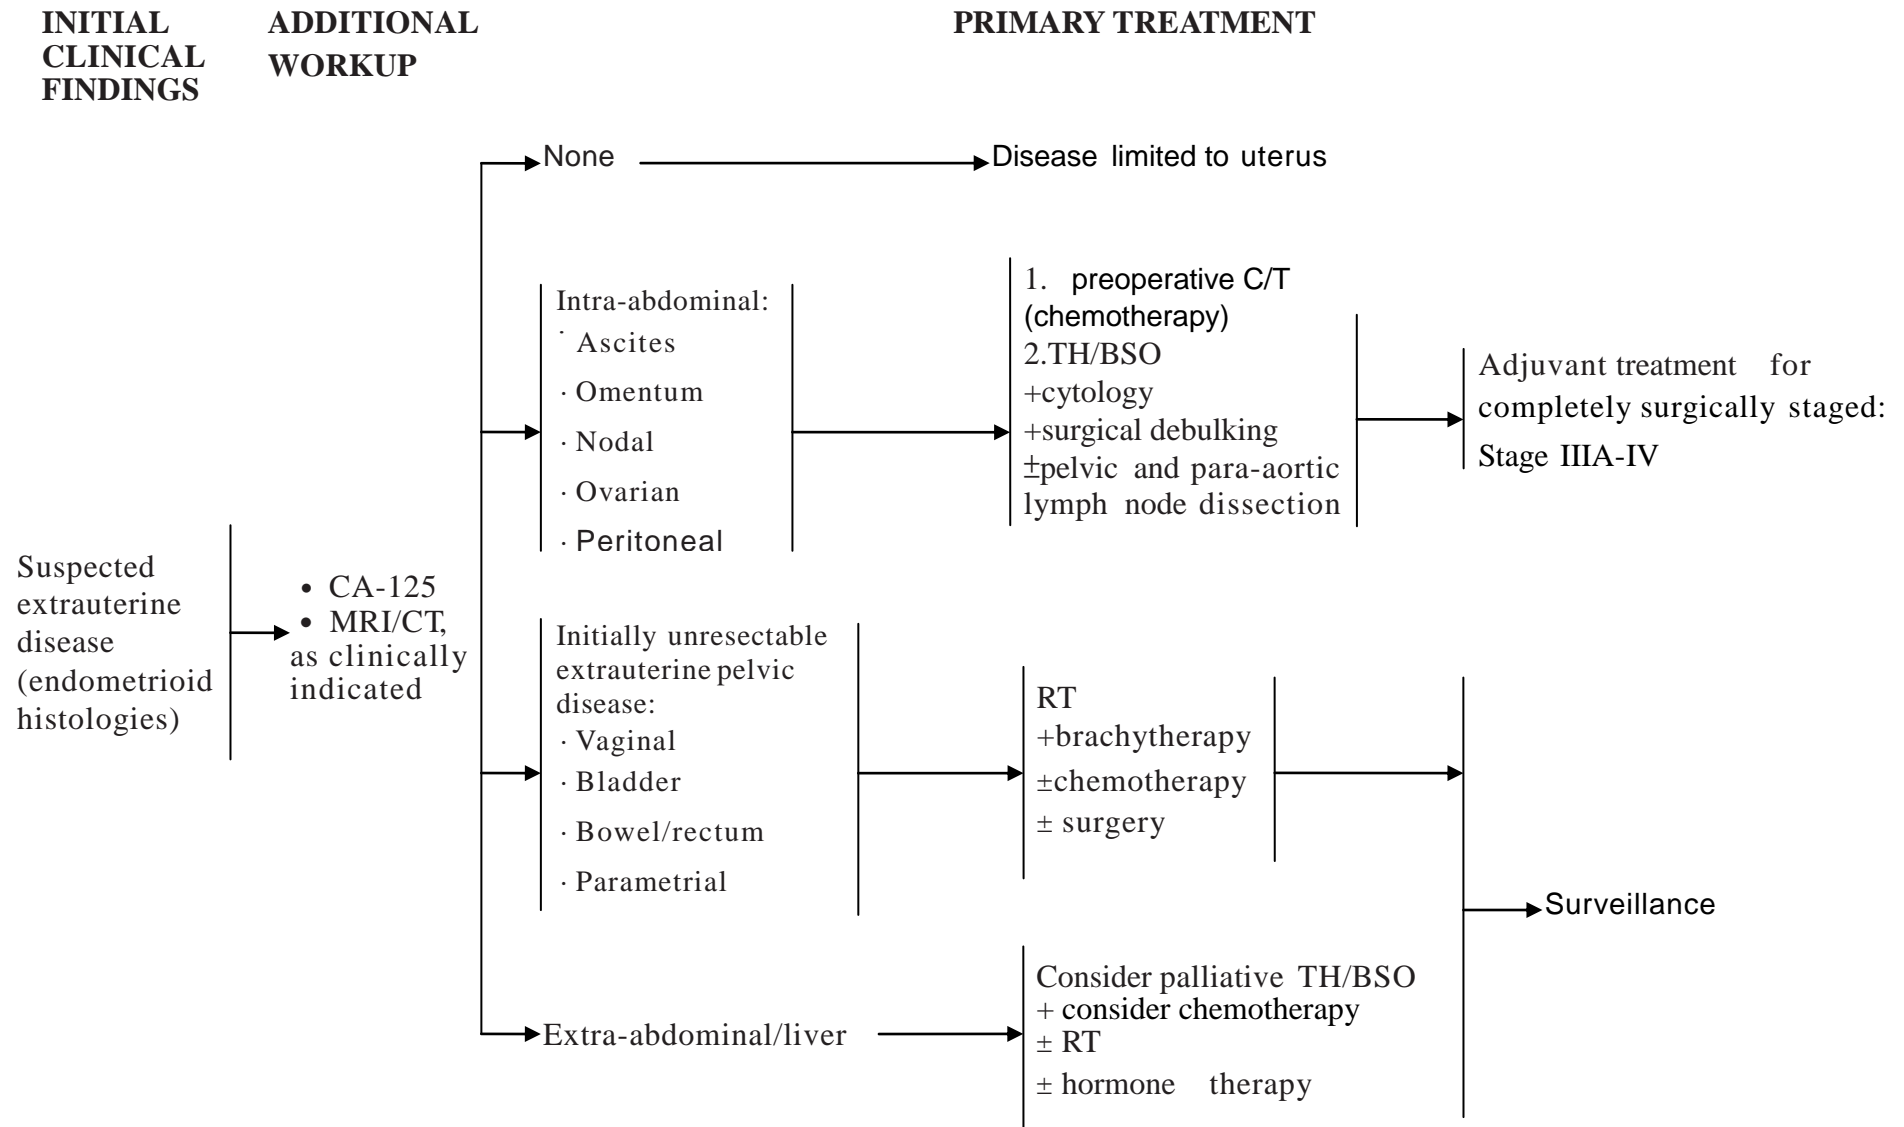 INITIAL
CLINICAL
FINDINGS
ADDITIONAL
WORKUP
PRIMARY TREATMENT
Suspected
extrauterine
disease
(endometrioid
histologies)
• CA-125
• MRI/CT,
as clinically
indicated
None
Disease limited to uterus
Intra-abdominal:
· Ascites
· Omentum
· Nodal
· Ovarian
· Peritoneal
1. preoperative C/T
(chemotherapy)
2.TH/BSO
+cytology
+surgical debulking
±pelvic and para-aortic
lymph node dissection
Adjuvant treatment for
completely surgically staged:
Stage IIIA-IV
Initially unresectable
extrauterine pelvic
disease:
· Vaginal
· Bladder
· Bowel/rectum
· Parametrial
RT
+brachytherapy
±chemotherapy
± surgery
Extra-abdominal/liver
Consider palliative TH/BSO
+ consider chemotherapy
± RT
± hormone therapy
Surveillance